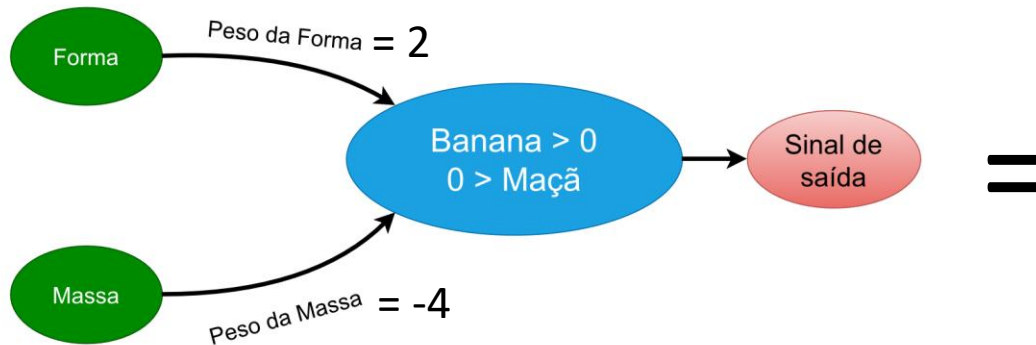 Forma
Peso da Forma = 2
Banana > 0
0 > Maçã
Sinal de
saída
=
Massa
Peso da Massa = -4